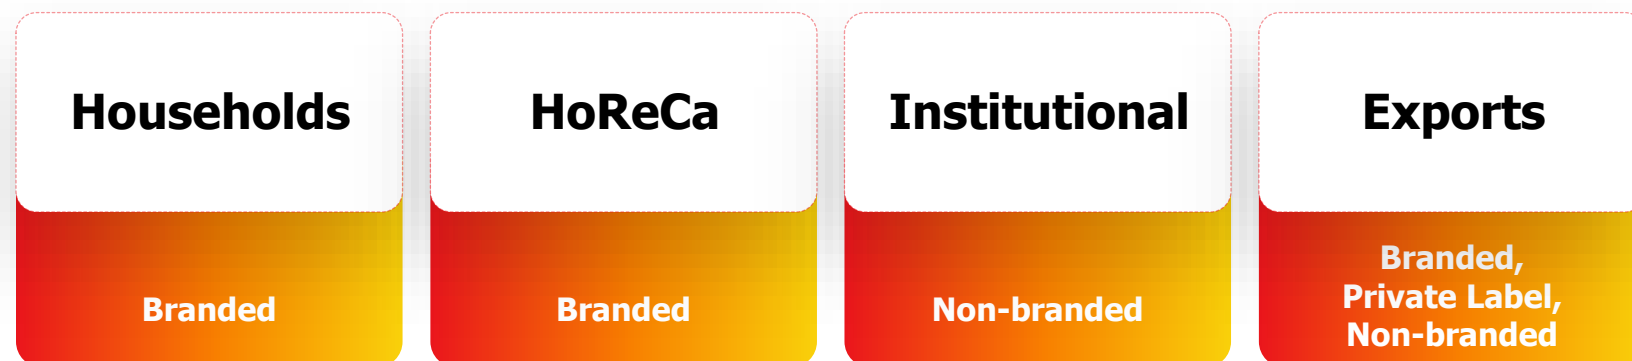 Households
Branded
HoReCa
Branded
Institutional
Non-branded
Exports
Branded,
Private Label,
Non-branded